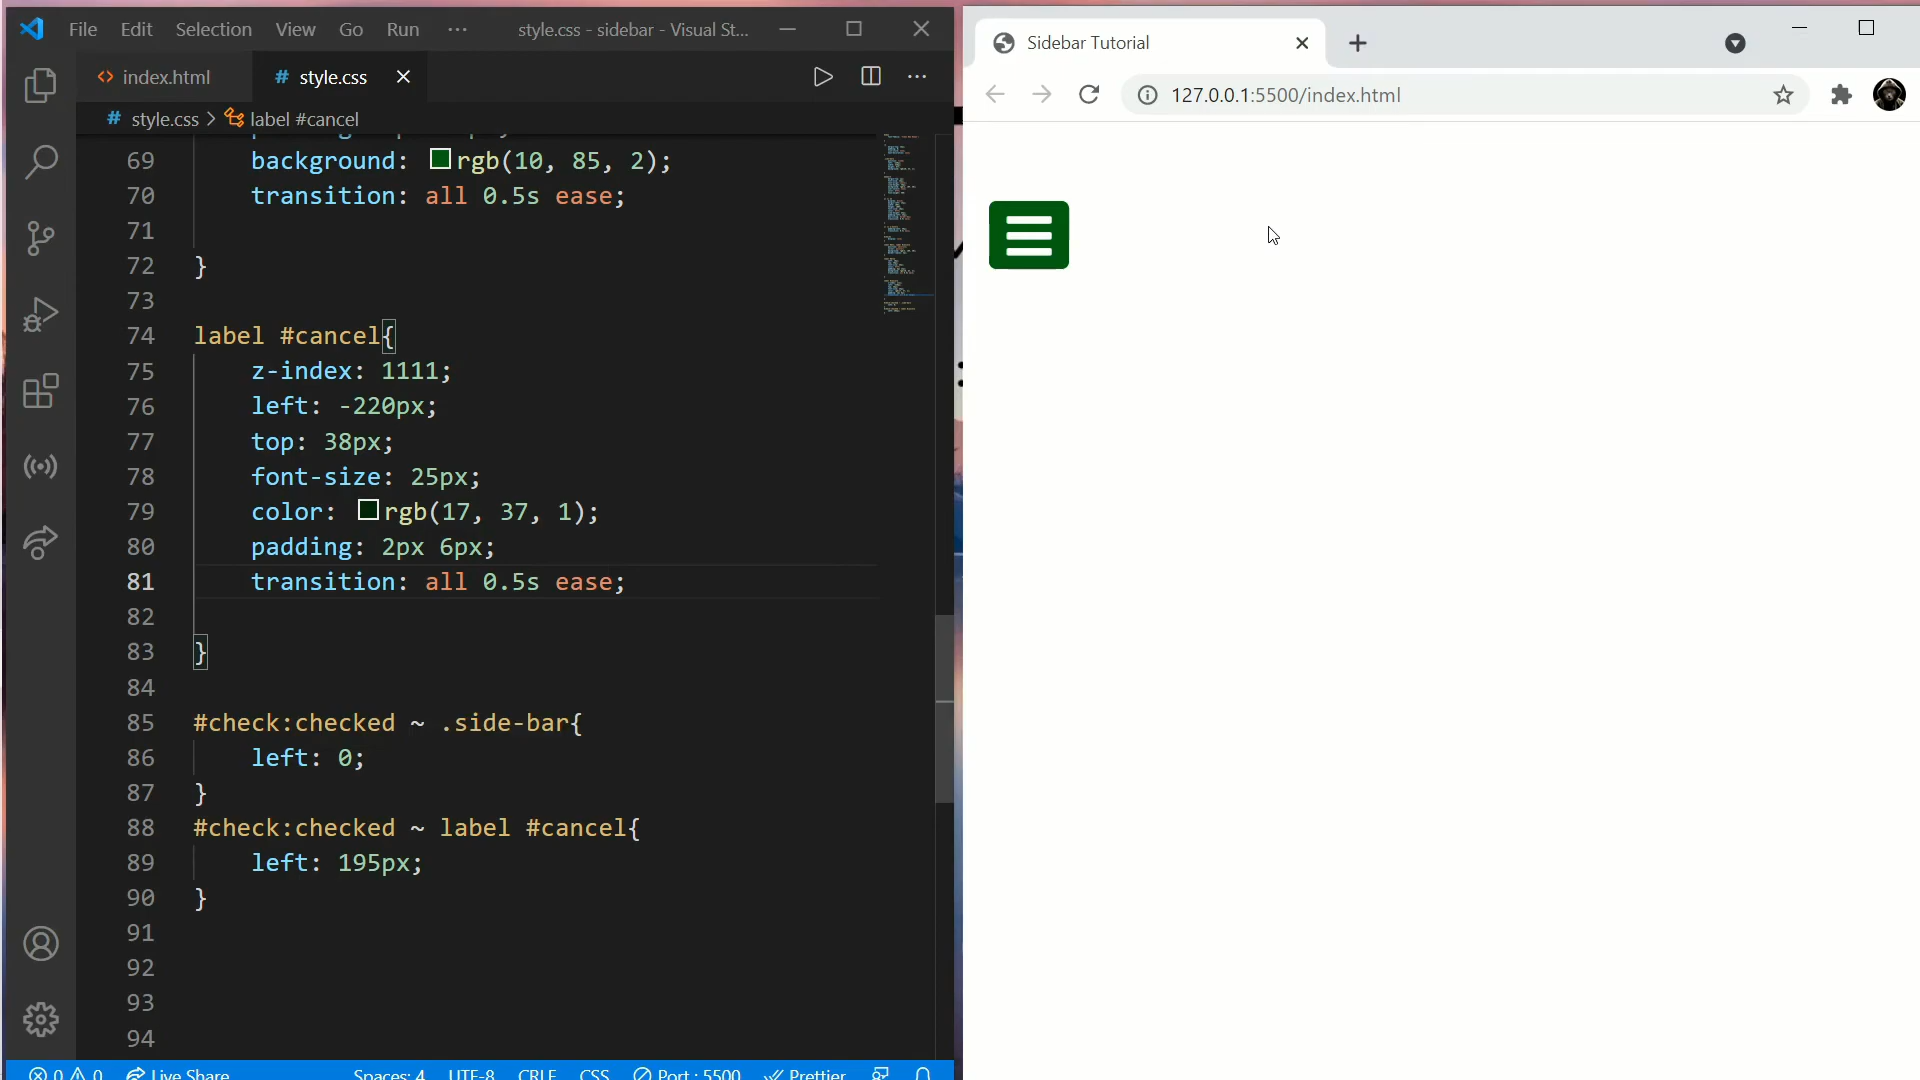 File Edit Selection View Go Run ··· style.css - sidebar - Visual St...
index.html
# style.css
# style.css > label #cancel
69 background: rgb(10, 85, 2);
70 transition: all 0.5s ease;
71
72 }
73
74 label #cancel{
75 z-index: 1111;
76 left: -220px;
77 top: 38px;
78 font-size: 25px;
79 color: rgb(17, 37, 1);
80 padding: 2px 6px;
81 transition: all 0.5s ease;
82
83 }
84
85 #check:checked ~ .side-bar{
86 left: 0;
87 }
88 #check:checked ~ label #cancel{
89 left: 195px;
90 }
91
92
93
94
0 0 Live Share Spaces: 4 UTF-8 CRLF CSS Port : 5500 Prettier
Sidebar Tutorial
127.0.0.1:5500/index.html